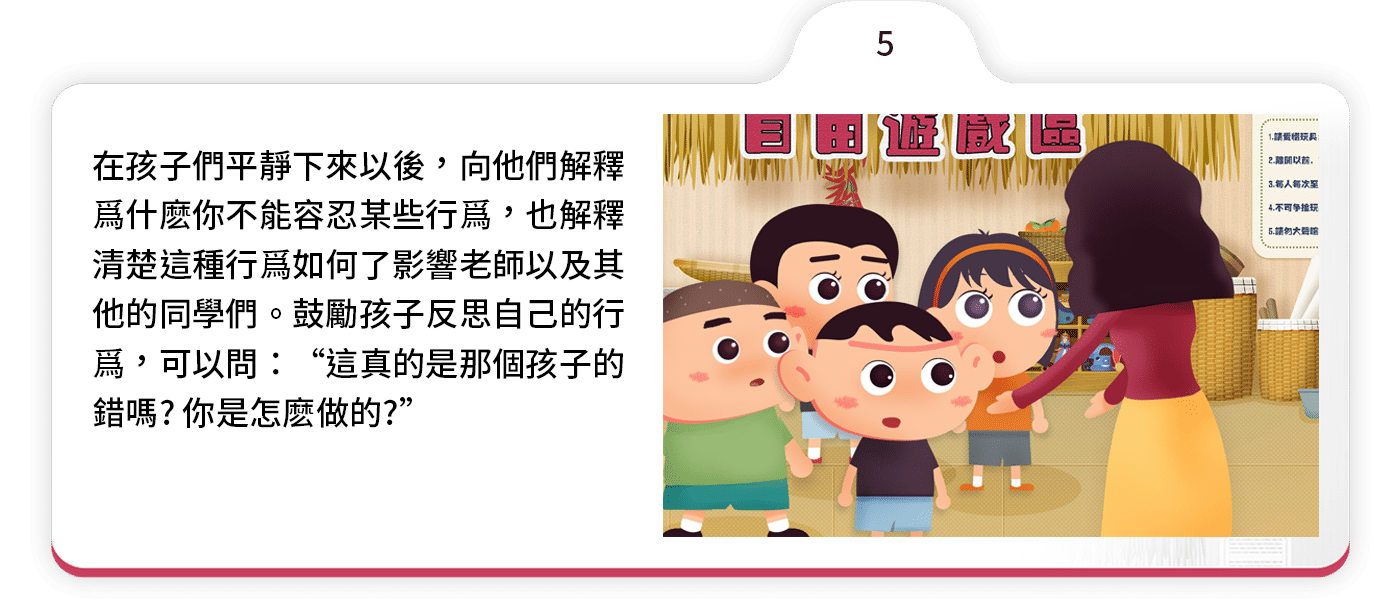 5
在孩子們平靜下來以後，向他們解釋
爲什麽你不能容忍某些行爲，也解釋
清楚這種行爲如何了影響老師以及其
他的同學們。鼓勵孩子反思自己的行
爲，可以問：“這真的是那個孩子的
錯嗎? 你是怎麽做的?”
自由遊戲區
1.請愛惜玩具
2.離開以前，
3.每人每次至
4.不可爭搶玩
5.請勿大聲喧